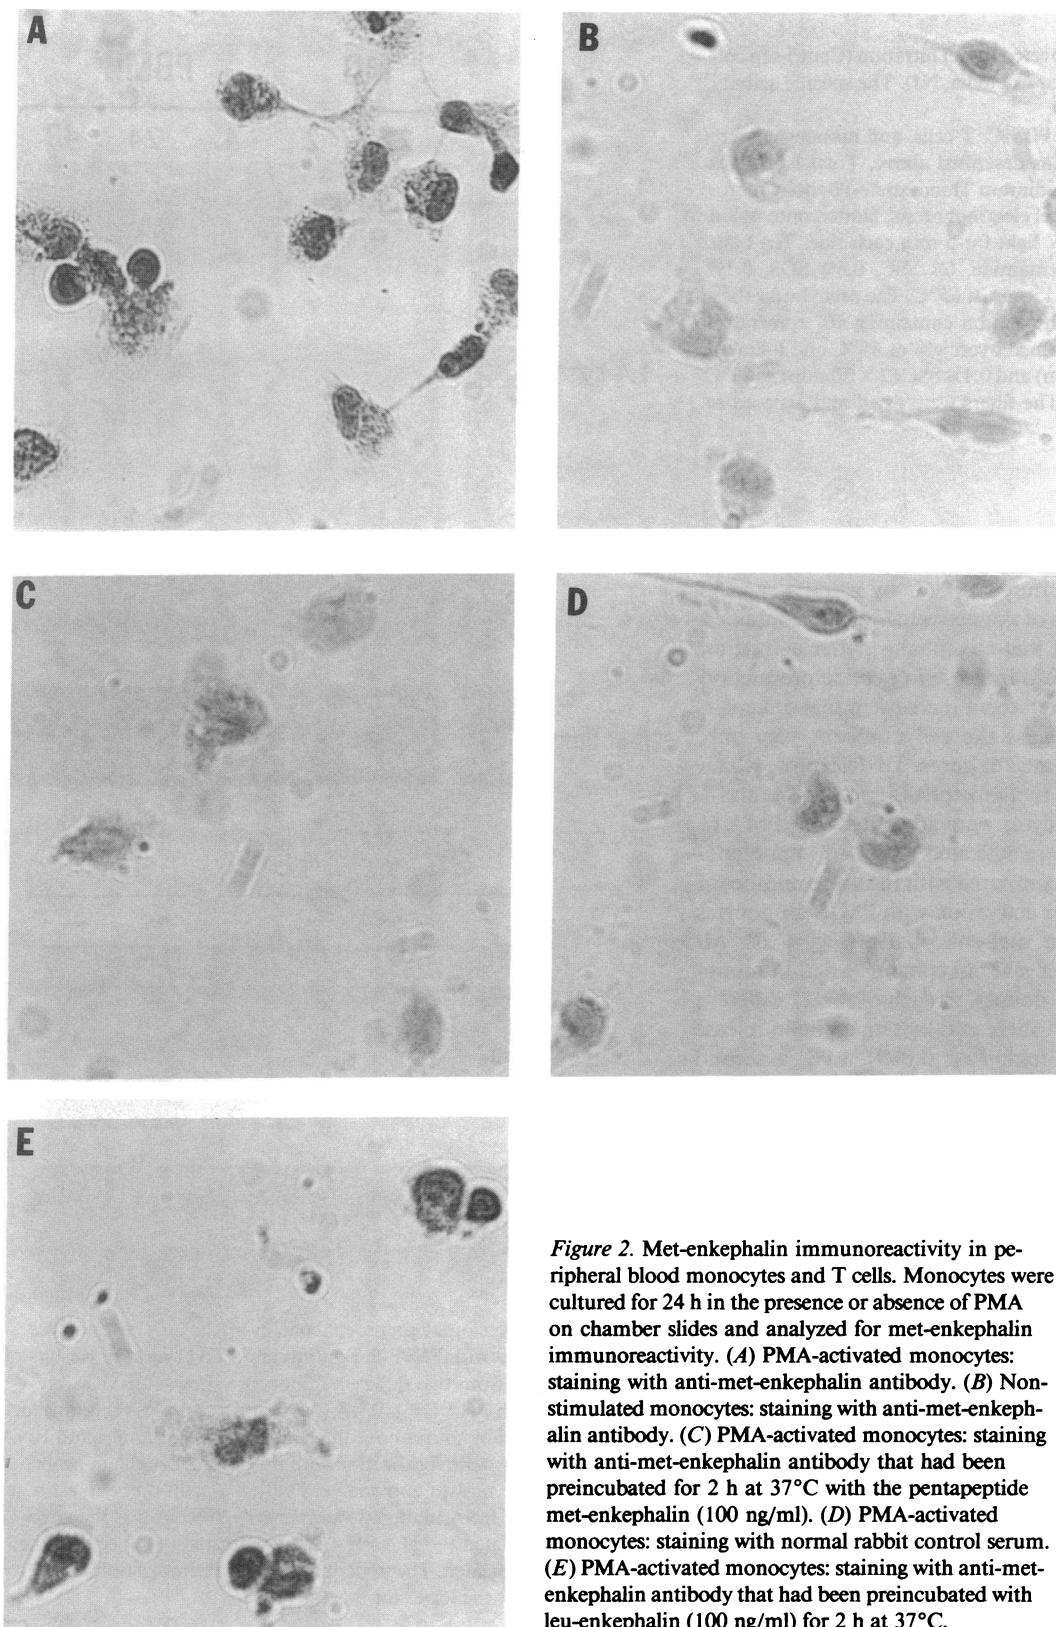 A
B
C
D
E
Figure 2. Met-enkephalin immunoreactivity in pe-
ripheral blood monocytes and T cells. Monocytes were
cultured for 24 h in the presence or absence of PMA
on chamber slides and analyzed for met-enkephalin
immunoreactivity. (A) PMA-activated monocytes:
staining with anti-met-enkephalin antibody. (B) Non-
stimulated monocytes: staining with anti-met-enkeph-
alin antibody. (C) PMA-activated monocytes: staining
with anti-met-enkephalin antibody that had been
preincubated for 2 h at 37°C with the pentapeptide
met-enkephalin (100 ng/ml). (D) PMA-activated
monocytes: staining with normal rabbit control serum.
(E) PMA-activated monocytes: staining with anti-met-
enkephalin antibody that had been preincubated with
leu-enkephalin (100 ng/ml) for 2 h at 37°C.